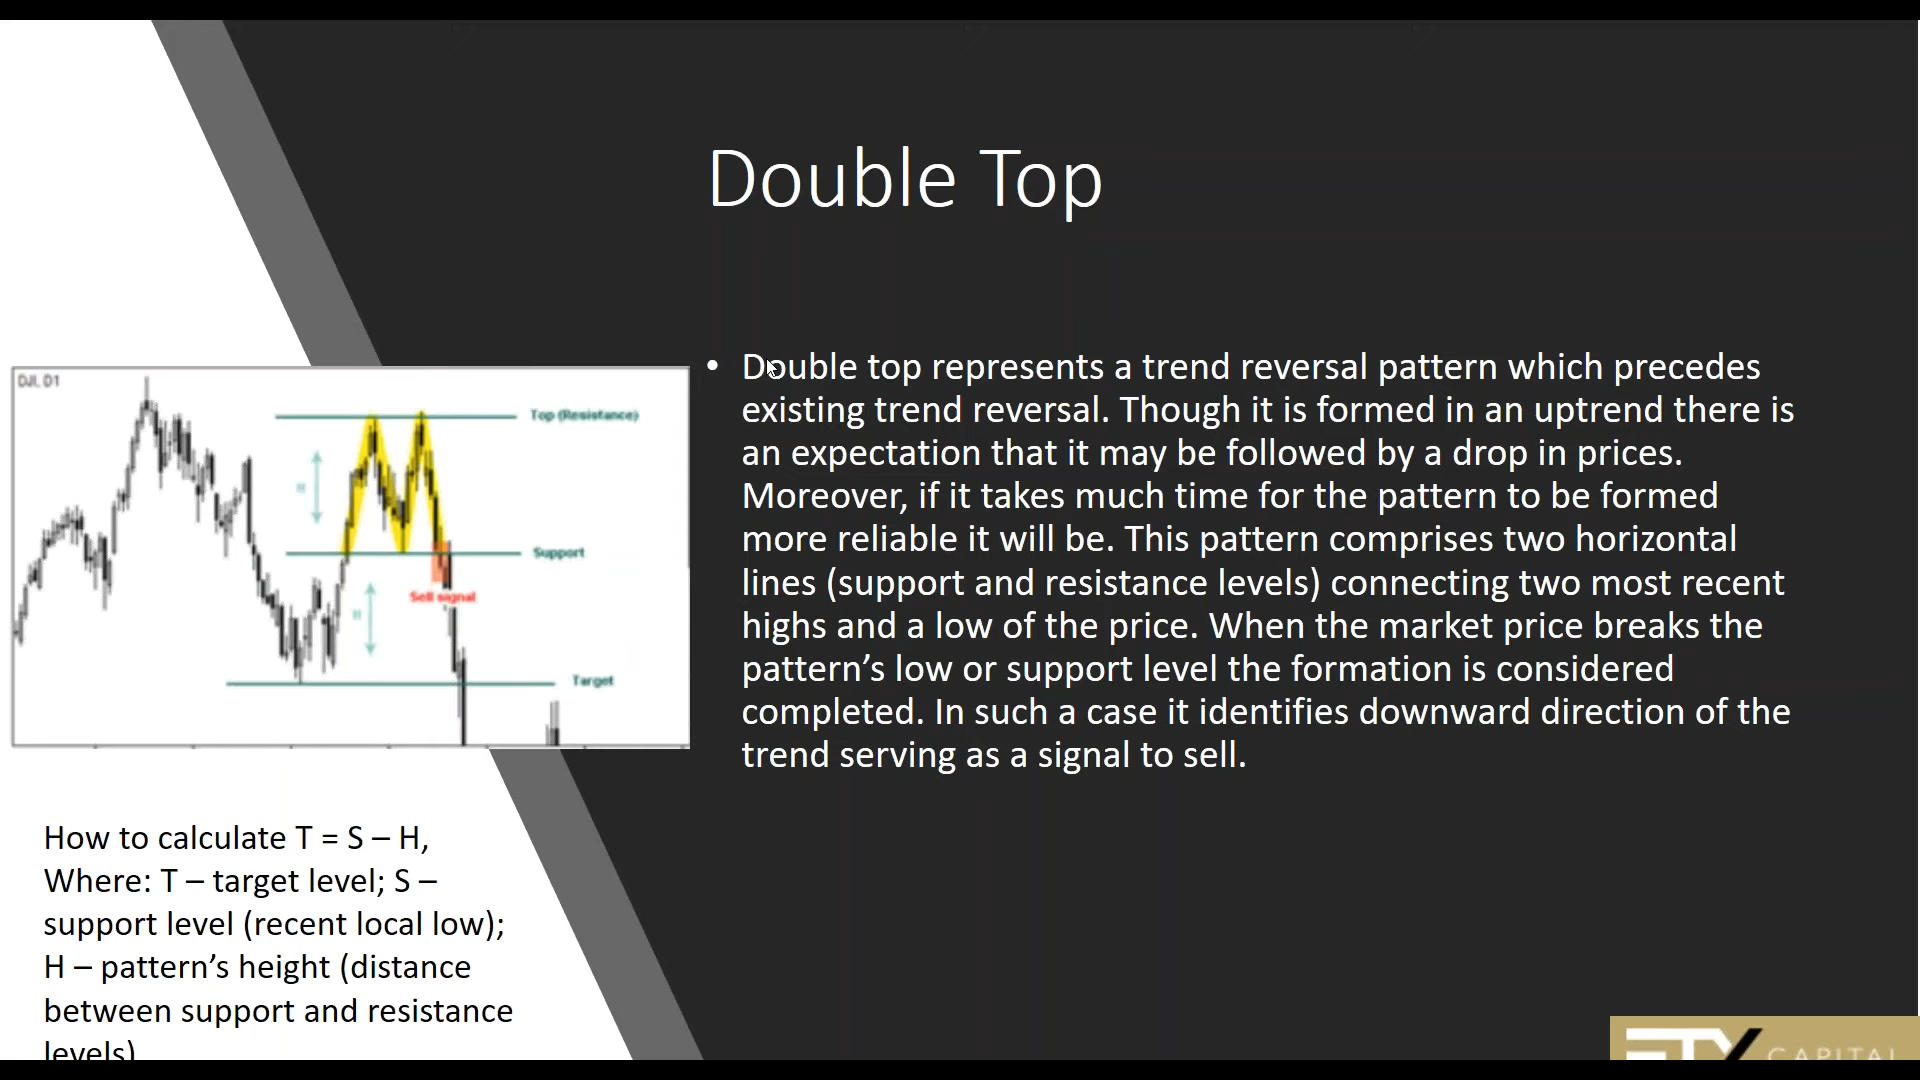 Double Top
• Double top represents a trend reversal pattern which precedes
existing trend reversal. Though it is formed in an uptrend there is
an expectation that it may be followed by a drop in prices.
Moreover, if it takes much time for the pattern to be formed
more reliable it will be. This pattern comprises two horizontal
lines (support and resistance levels) connecting two most recent
highs and a low of the price. When the market price breaks the
pattern’s low or support level the formation is considered
completed. In such a case it identifies downward direction of the
trend serving as a signal to sell.
DJI, D1
Top (Resistance)
H
Support
Sell signal
H
Target
How to calculate T = S – H,
Where: T – target level; S –
support level (recent local low);
H – pattern’s height (distance
between support and resistance
levels)
CAPITAL